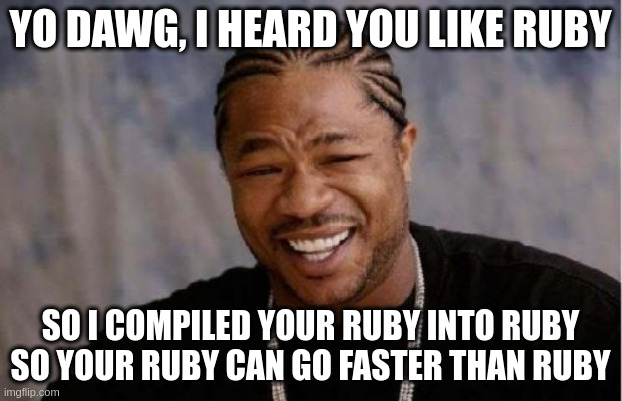 YO DAWG, I HEARD YOU LIKE RUBY
SO I COMPILED YOUR RUBY INTO RUBY
SO YOUR RUBY CAN GO FASTER THAN RUBY
imgflip.com